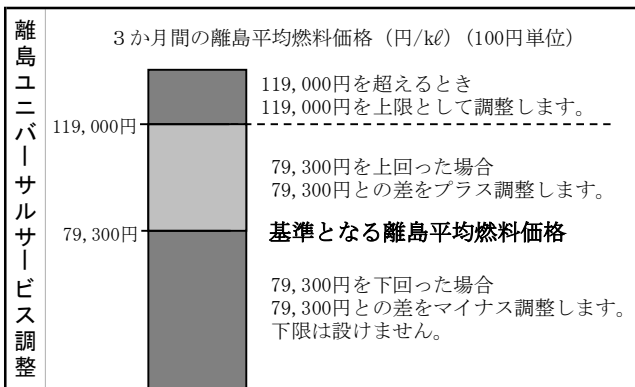 離島ユニバーサルサービス調整
３か月間の離島平均燃料価格（円/kℓ）（100円単位）
119,000円を超えるとき
119,000円を上限として調整します。
119,000円
79,300円を上回った場合
79,300円との差をプラス調整します。
79,300円
基準となる離島平均燃料価格
79,300円を下回った場合
79,300円との差をマイナス調整します。
下限は設けません。